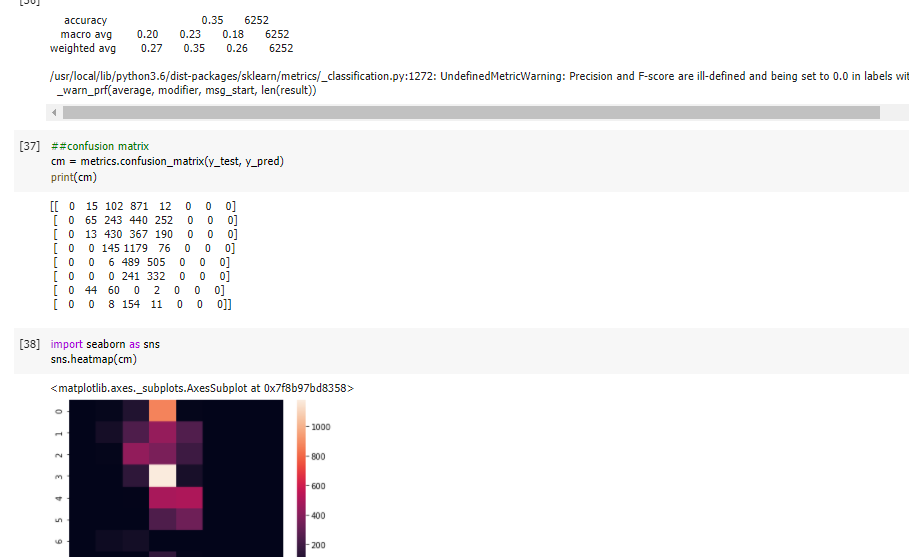 accuracy 0.35 6252
macro avg 0.20 0.23 0.18 6252
weighted avg 0.27 0.35 0.26 6252
/usr/local/lib/python3.6/dist-packages/sklearn/metrics/_classification.py:1272: UndefinedMetricWarning: Precision and F-score are ill-defined and being set to 0.0 in labels
_warn_prf(average, modifier, msg_start, len(result))
[37] ##confusion matrix
cm = metrics.confusion_matrix(y_test, y_pred)
print(cm)
[[ 0 15 102 871 12 0 0 0]
[ 0 65 243 440 252 0 0 0]
[ 0 13 430 367 190 0 0 0]
[ 0 0 145 1179 76 0 0 0]
[ 0 0 6 489 505 0 0 0]
[ 0 0 0 241 332 0 0 0]
[ 0 44 60 0 2 0 0 0]
[ 0 0 8 154 11 0 0 0]]
[38] import seaborn as sns
sns.heatmap(cm)
<matplotlib.axes._subplots.AxesSubplot at 0x7f8b97bd8358>
0
1
2
3
4
5
6
1000
800
600
400
200